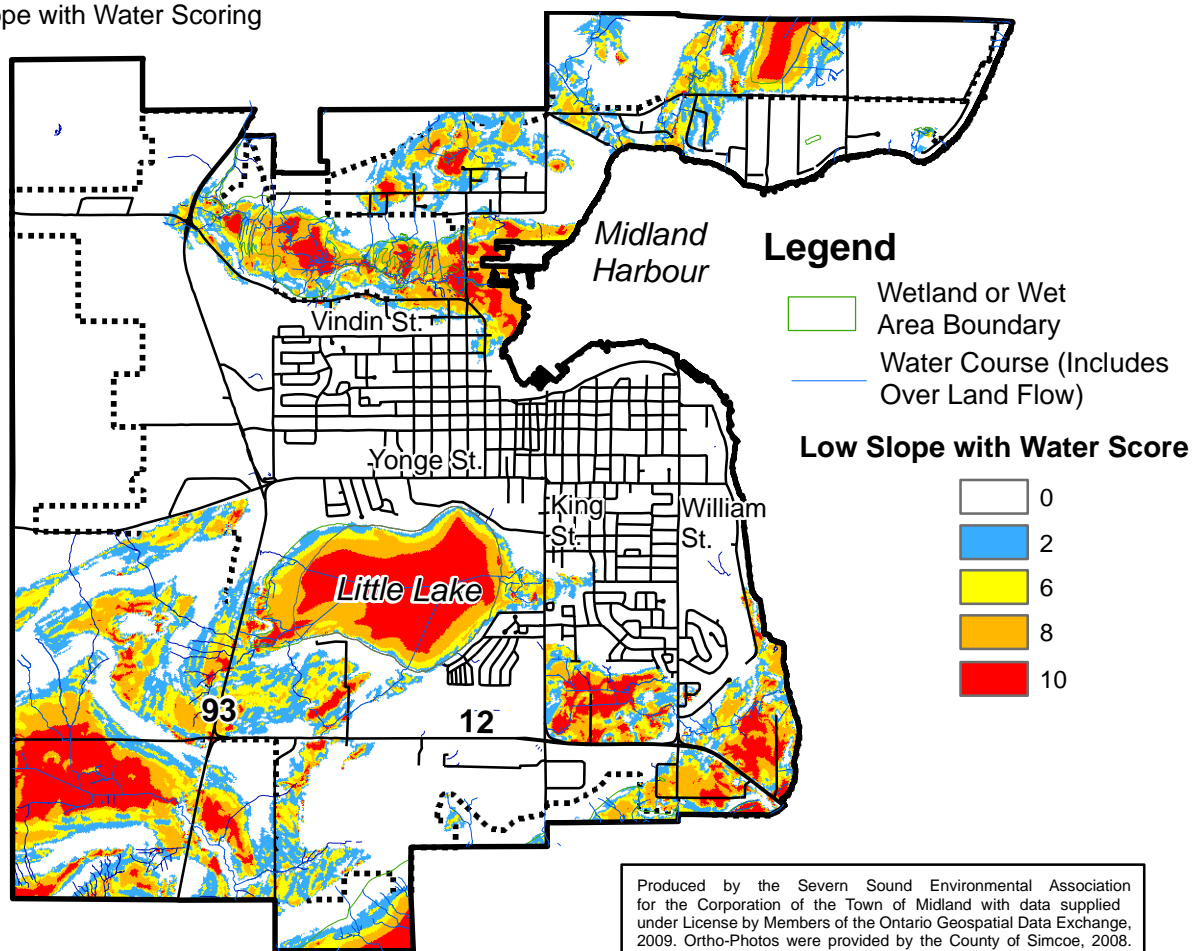 ope with Water Scoring
Midland
Harbour
Legend
Wetland or Wet
Area Boundary
Water Course (Includes
Over Land Flow)
Low Slope with Water Score
0
2
6
8
10
Vindin St.
Yonge St.
King
St.
William
St.
Little Lake
93
12
Produced by the Severn Sound Environmental Association
for the Corporation of the Town of Midland with data supplied
under License by Members of the Ontario Geospatial Data Exchange,
2009. Ortho-Photos were provided by the County of Simcoe, 2008.